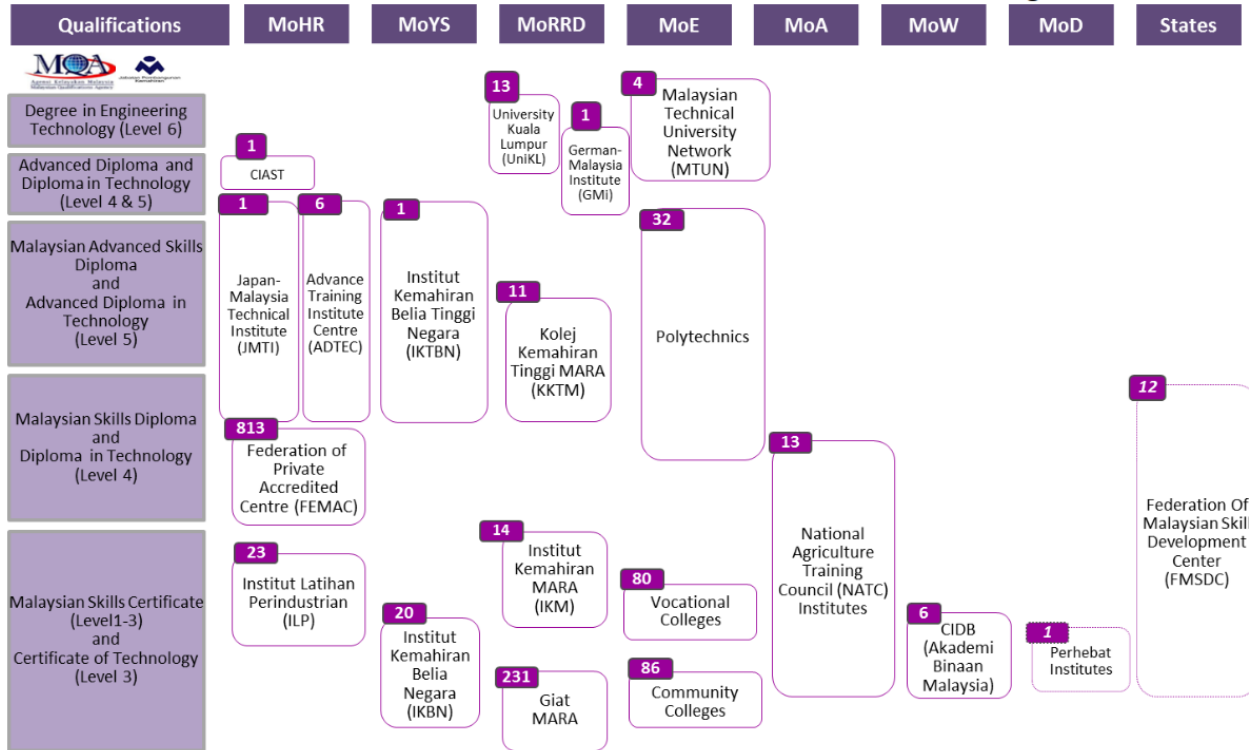 Qualifications
MoHR
MoYS
MoRRD
MoE
MoA
MoW
MoD
States
MQA
Degree in Engineering
Technology (Level 6)
Advanced Diploma and
Diploma in Technology
(Level 4 & 5)
Malaysian Advanced Skills
Diploma
and
Advanced Diploma in
Technology
(Level 5)
Malaysian Skills Diploma
and
Diploma in Technology
(Level 4)
Malaysian Skills Certificate
(Level1-3)
and
Certificate of Technology
(Level 3)
1
CIAST
1
Japan-
Malaysia
Technical
Institute
(JMTI)
6
Advance
Training
Institute
Centre
(ADTEC)
813
Federation of
Private
Accredited
Centre (FEMAC)
23
Institut Latihan
Perindustrian
(ILP)
1
Institut
Kemahiran
Belia Tinggi
Negara
(IKTBN)
20
Institut
Kemahiran
Belia
Negara
(IKBN)
13
University
Kuala
Lumpur
(UniKL)
1
German-
Malaysia
Institute
(GMi)
11
Kolej
Kemahiran
Tinggi MARA
(KKTM)
14
Institut
Kemahiran
MARA
(IKM)
231
Giat
MARA
4
Malaysian
Technical
University
Network
(MTUN)
32
Polytechnics
80
Vocational
Colleges
86
Community
Colleges
13
National
Agriculture
Training
Council (NATC)
Institutes
6
CIDB
(Akademi
Binaan
Malaysia)
1
Perhebat
Institutes
12
Federation Of
Malaysian Skill
Development
Center
(FMSDC)